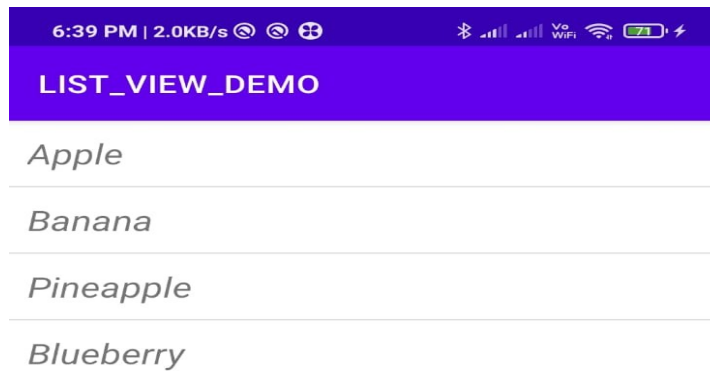 6:39 PM | 2.0KB/s Vo WiFi 71
LIST_VIEW_DEMO
Apple
Banana
Pineapple
Blueberry